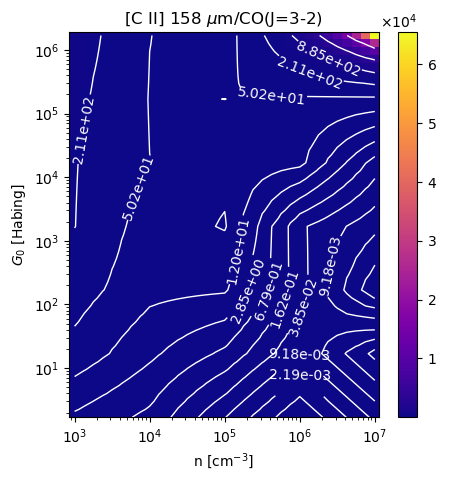 [C II] 158 μm/CO(J=3-2)
×10⁴
10⁶
10⁵
10⁴
10³
10²
10¹
G₀ [Habing]
8.85e+02
2.11e+02
5.02e+01
2.11e+02
5.02e+01
1.20e+01
2.85e+00
6.79e-01
1.62e-01
3.85e-02
9.18e-03
9.18e-03
2.19e-03
6
5
4
3
2
1
10³ 10⁴ 10⁵ 10⁶ 10⁷
n [cm⁻³]